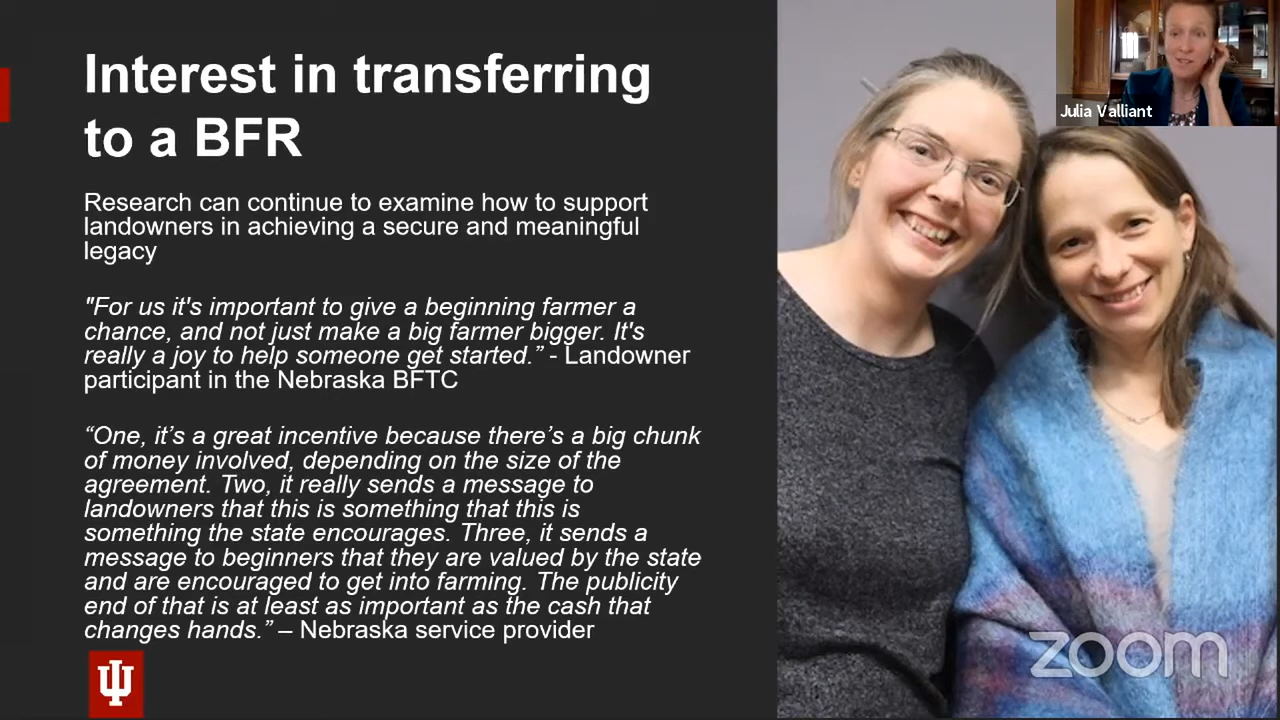 Interest in transferring
to a BFR
Research can continue to examine how to support
landowners in achieving a secure and meaningful
legacy
"For us it's important to give a beginning farmer a
chance, and not just make a big farmer bigger. It's
really a joy to help someone get started.” - Landowner
participant in the Nebraska BFTC
“One, it’s a great incentive because there’s a big chunk
of money involved, depending on the size of the
agreement. Two, it really sends a message to
landowners that this is something that this is
something the state encourages. Three, it sends a
message to beginners that they are valued by the state
and are encouraged to get into farming. The publicity
end of that is at least as important as the cash that
changes hands.” – Nebraska service provider
Julia Valliant
zoom